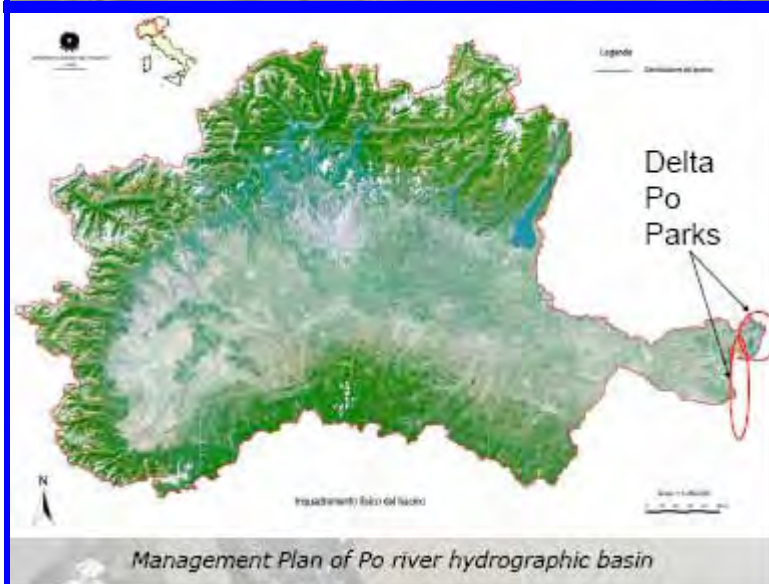 Legenda
Delta
Po
Parks
N
Inquadramento fisico del bacino
Management Plan of Po river hydrographic basin